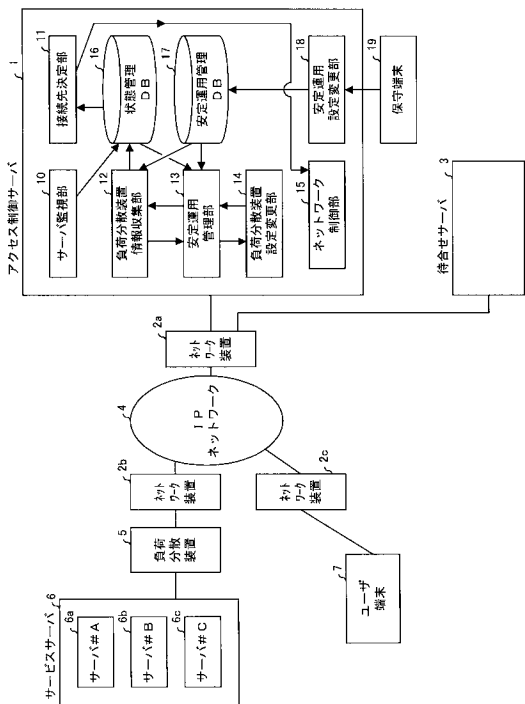 アクセス制御サーバ
1
10
サーバ監視部
11
接続先決定部
12
負荷分散装置
情報収集部
16
状態管理
DB
13
安定運用
管理部
17
安定運用管理
DB
14
負荷分散装置
設定変更部
18
安定運用
設定変更部
15
ネットワーク
制御部
19
保守端末
3
待合せサーバ
2a
ネット
ワーク
装置
4
IP
ネットワーク
2b
ネット
ワーク
装置
2c
ネット
ワーク
装置
5
負荷
分散
装置
7
ユーザ
端末
サービスサーバ
6
6a
サーバ#A
6b
サーバ#B
6c
サーバ#C